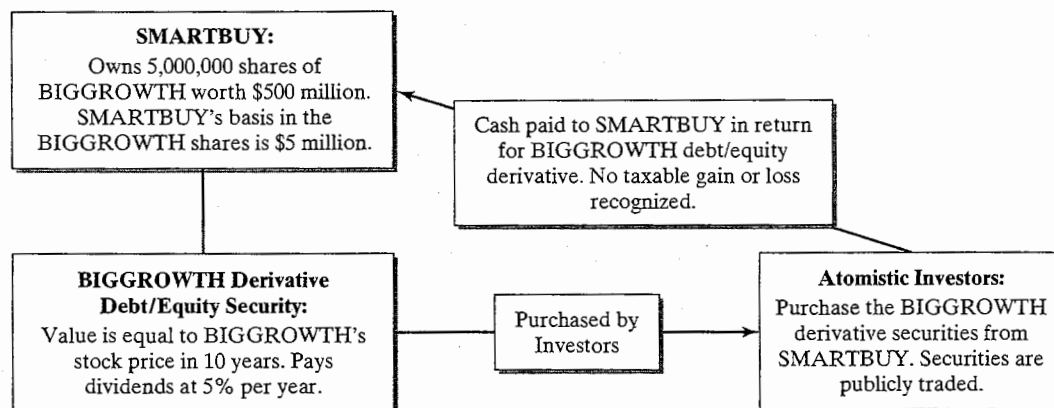 SMARTBUY:
Owns 5,000,000 shares of
BIGGROWTH worth $500 million.
SMARTBUY's basis in the
BIGGROWTH shares is $5 million.
Cash paid to SMARTBUY in return
for BIGGROWTH debt/equity
derivative. No taxable gain or loss
recognized.
BIGGROWTH Derivative
Debt/Equity Security:
Value is equal to BIGGROWTH's
stock price in 10 years. Pays
dividends at 5% per year.
Purchased by
Investors
Atomistic Investors:
Purchase the BIGGROWTH
derivative securities from
SMARTBUY. Securities are
publicly traded.